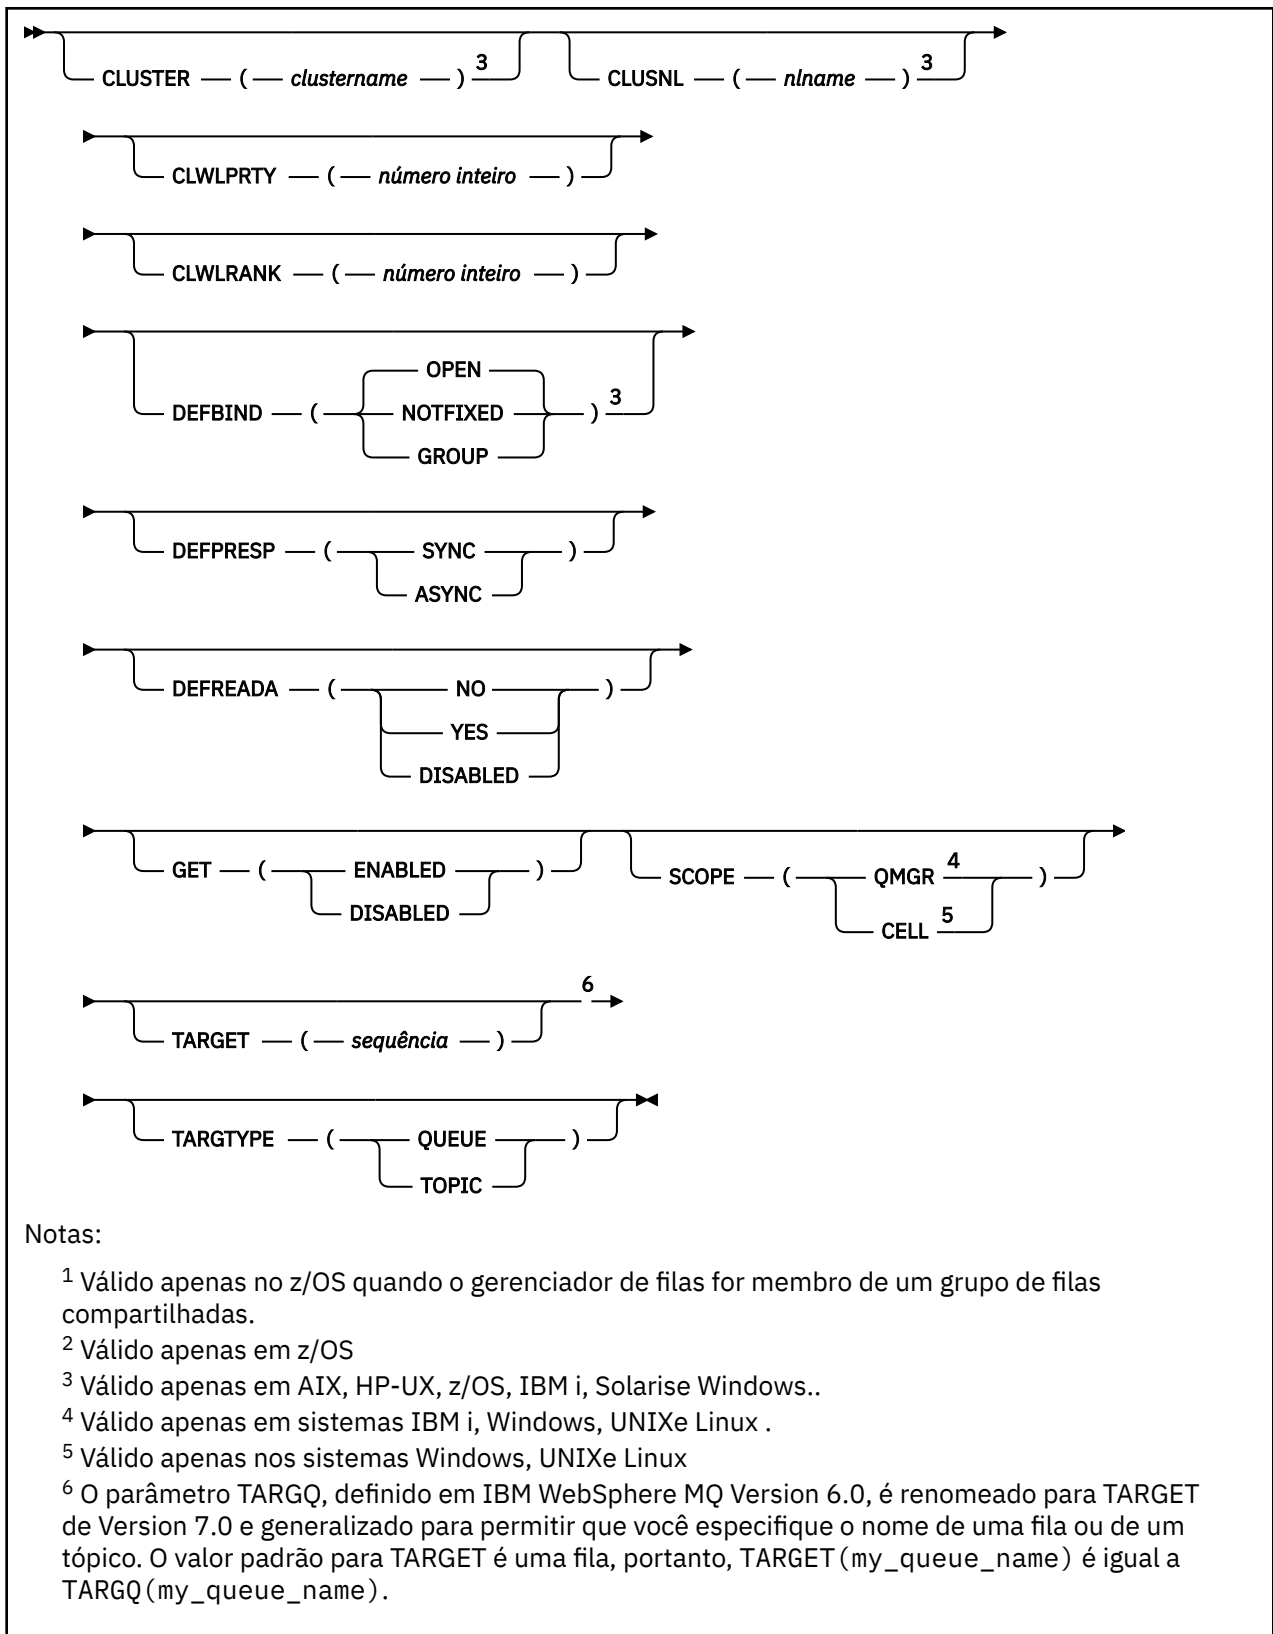 CLUSTER ( clustername ) 3 CLUSNL ( nlname ) 3
CLWLPRTY ( número inteiro )
CLWLRANK ( número inteiro )
OPEN
DEFBIND ( NOTFIXED ) 3
GROUP
DEFPRESP ( SYNC )
ASYNC
DEFREADA ( NO )
YES
DISABLED
GET ( ENABLED ) SCOPE ( QMGR 4 )
DISABLED CELL 5
6
TARGET ( sequência )
TARGTYPE ( QUEUE )
TOPIC
Notas:
1 Válido apenas no z/OS quando o gerenciador de filas for membro de um grupo de filas
compartilhadas.
2 Válido apenas em z/OS
3 Válido apenas em AIX, HP-UX, z/OS, IBM i, Solarise Windows..
4 Válido apenas em sistemas IBM i, Windows, UNIXe Linux .
5 Válido apenas nos sistemas Windows, UNIXe Linux
6 O parâmetro TARGQ, definido em IBM WebSphere MQ Version 6.0, é renomeado para TARGET
de Version 7.0 e generalizado para permitir que você especifique o nome de uma fila ou de um
tópico. O valor padrão para TARGET é uma fila, portanto, TARGET(my_queue_name) é igual a
TARGQ(my_queue_name).